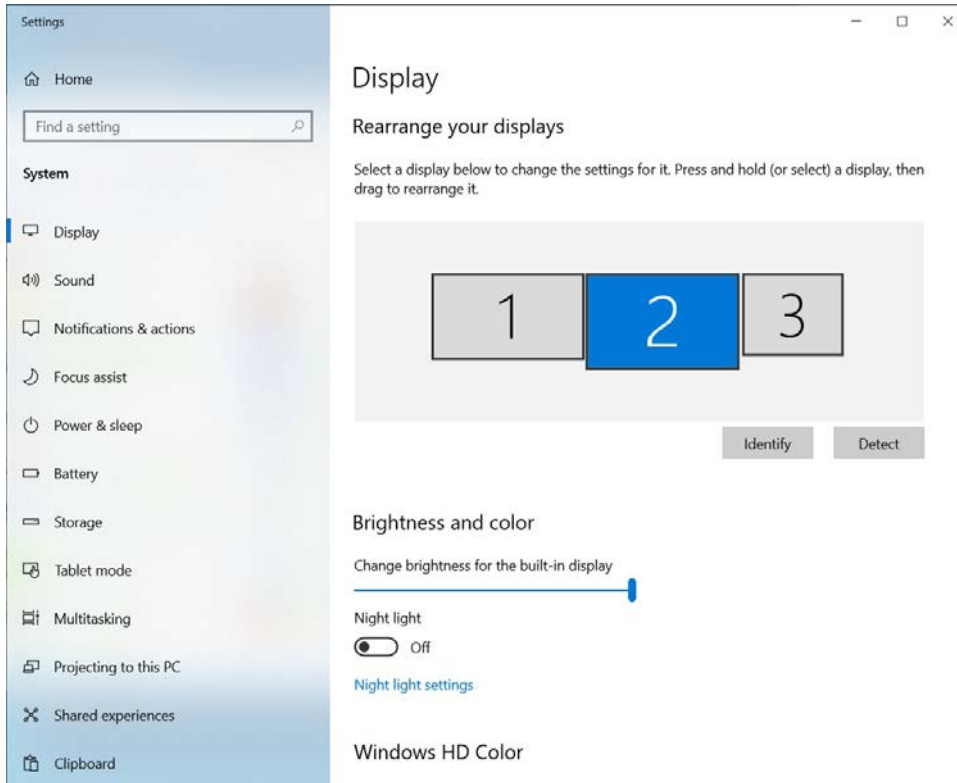 Settings
Home
Find a setting
System
Display
Sound
Notifications & actions
Focus assist
Power & sleep
Battery
Storage
Tablet mode
Multitasking
Projecting to this PC
Shared experiences
Clipboard
Display
Rearrange your displays
Select a display below to change the settings for it. Press and hold (or select) a display, then
drag to rearrange it.
1 2 3
Identify Detect
Brightness and color
Change brightness for the built-in display
Night light
Off
Night light settings
Windows HD Color